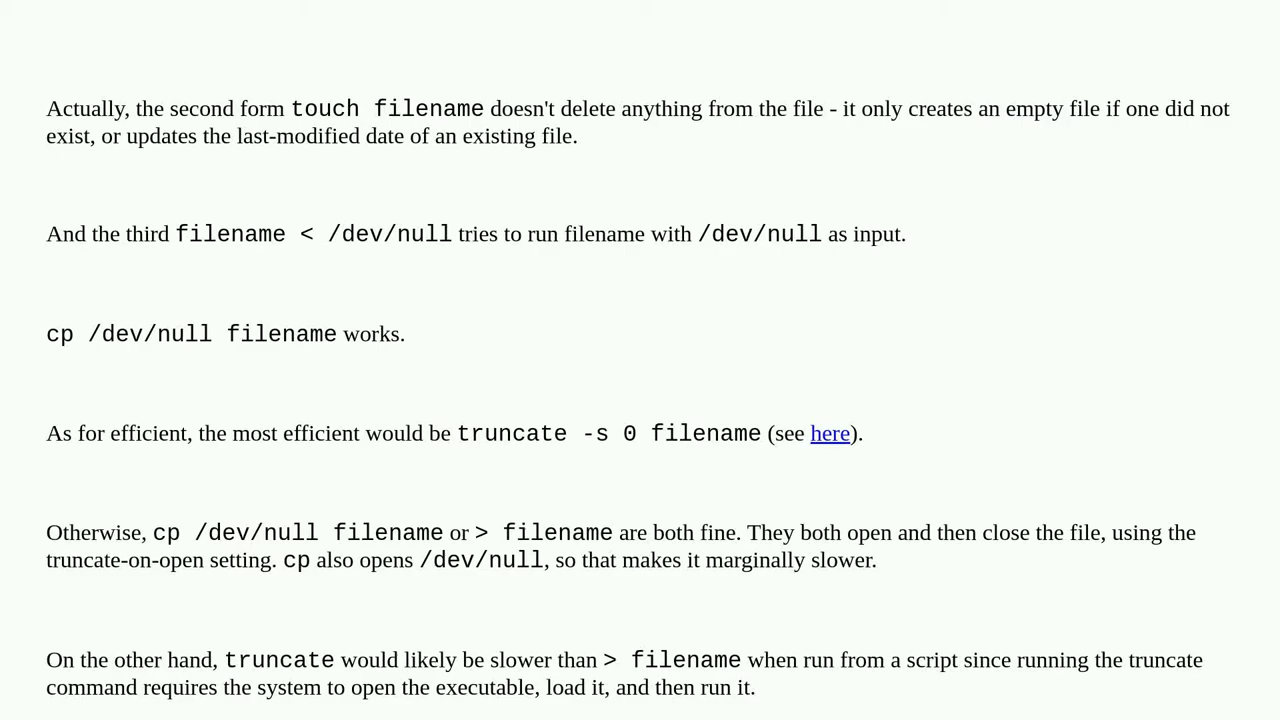 Actually, the second form touch filename doesn't delete anything from the file - it only creates an empty file if one did not
exist, or updates the last-modified date of an existing file.
And the third filename < /dev/null tries to run filename with /dev/null as input.
cp /dev/null filename works.
As for efficient, the most efficient would be truncate -s 0 filename (see here).
Otherwise, cp /dev/null filename or > filename are both fine. They both open and then close the file, using the
truncate-on-open setting. cp also opens /dev/null, so that makes it marginally slower.
On the other hand, truncate would likely be slower than > filename when run from a script since running the truncate
command requires the system to open the executable, load it, and then run it.